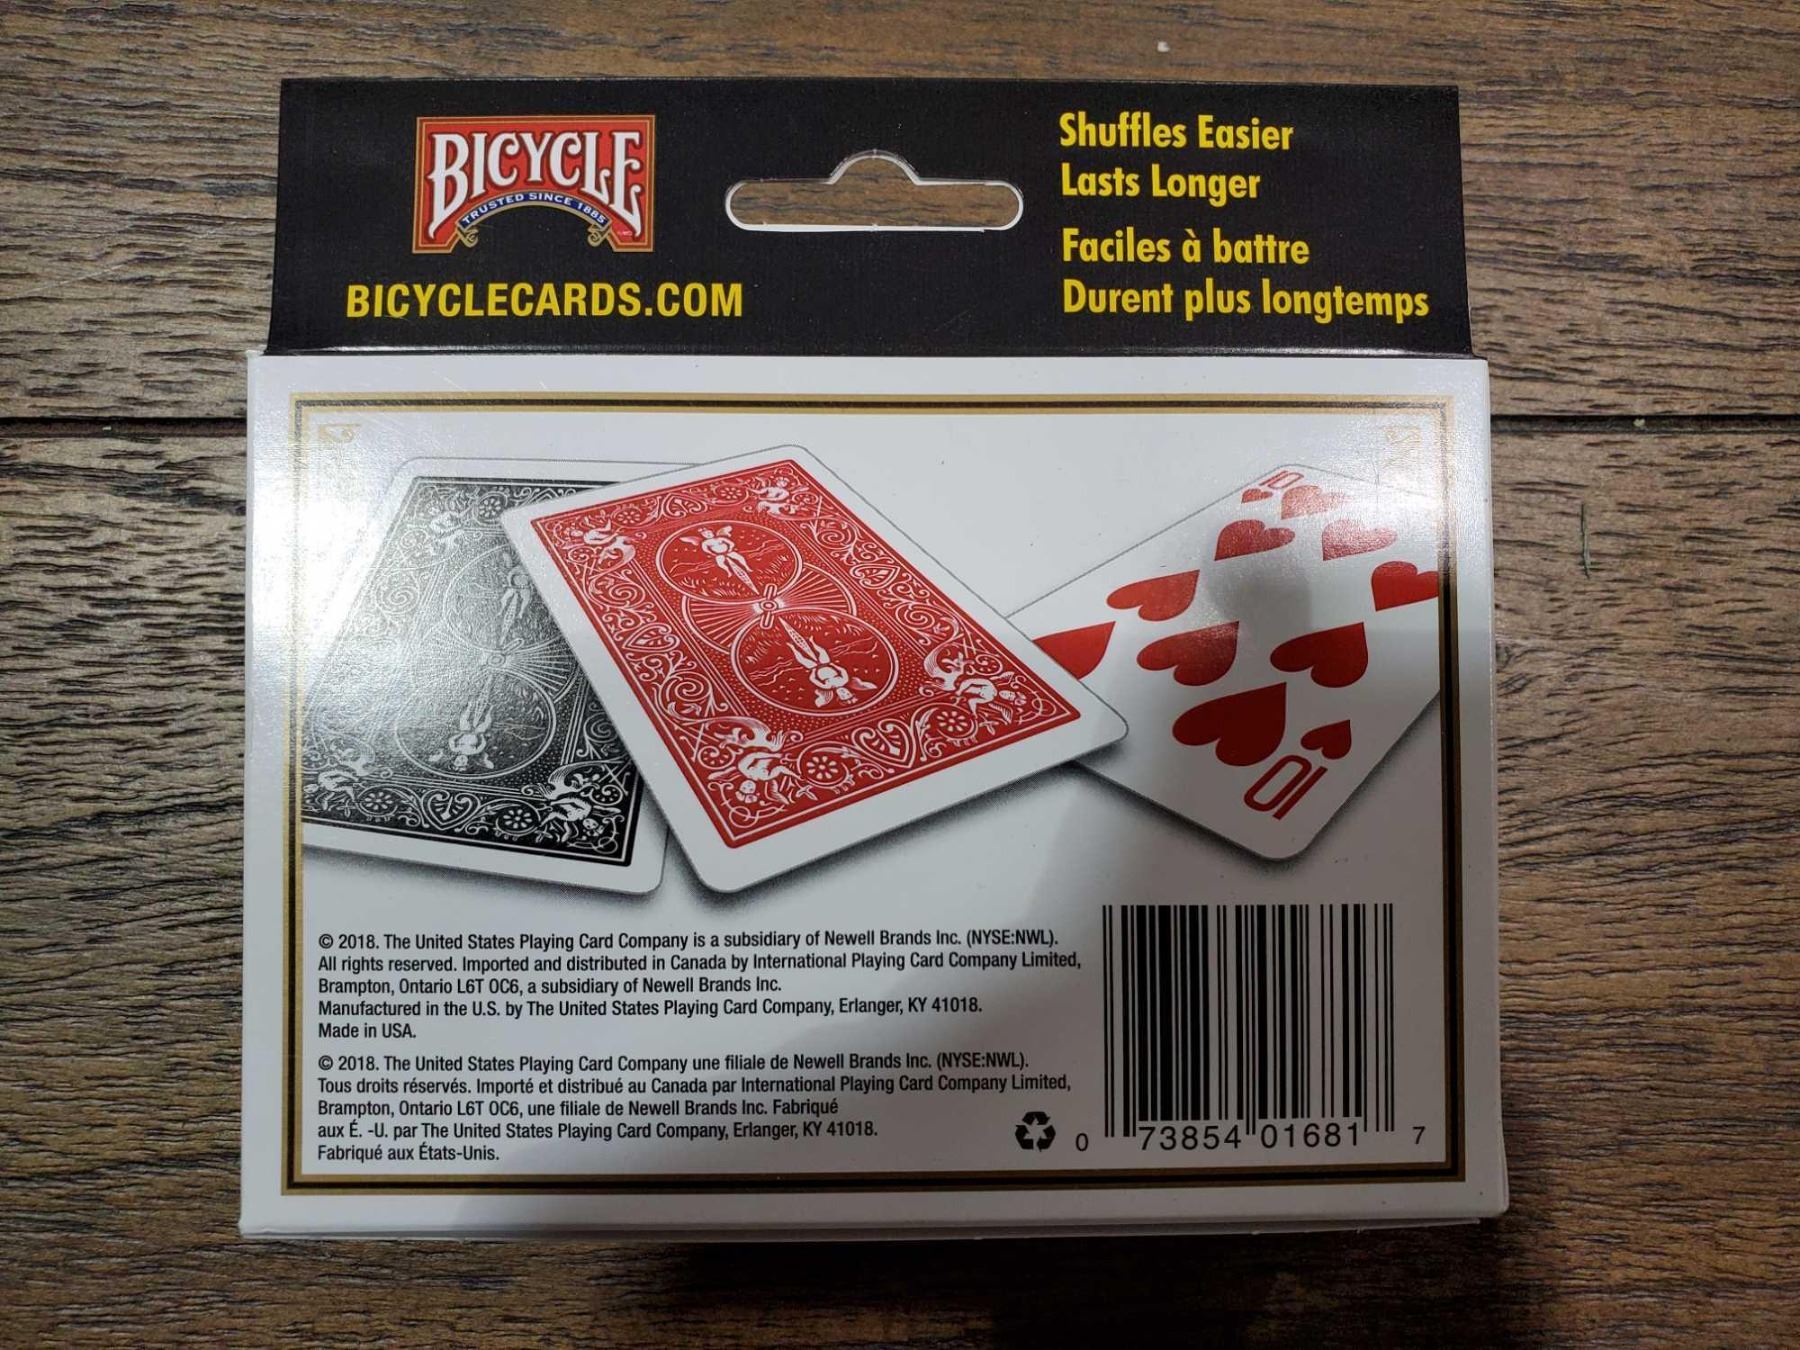 BICYCLE
TRUSTED SINCE 1885
BICYCLECARDS.COM
Shuffles Easier
Lasts Longer
Faciles à battre
Durent plus longtemps
10
10
© 2018. The United States Playing Card Company is a subsidiary of Newell Brands Inc. (NYSE:NWL).
All rights reserved. Imported and distributed in Canada by International Playing Card Company Limited,
Brampton, Ontario L6T 0C6, a subsidiary of Newell Brands Inc.
Manufactured in the U.S. by The United States Playing Card Company, Erlanger, KY 41018.
Made in USA.
© 2018. The United States Playing Card Company une filiale de Newell Brands Inc. (NYSE:NWL).
Tous droits réservés. Importé et distribué au Canada par International Playing Card Company Limited,
Brampton, Ontario L6T 0C6, une filiale de Newell Brands Inc. Fabriqué
aux É. -U. par The United States Playing Card Company, Erlanger, KY 41018.
Fabriqué aux États-Unis.
0 73854 01681 7